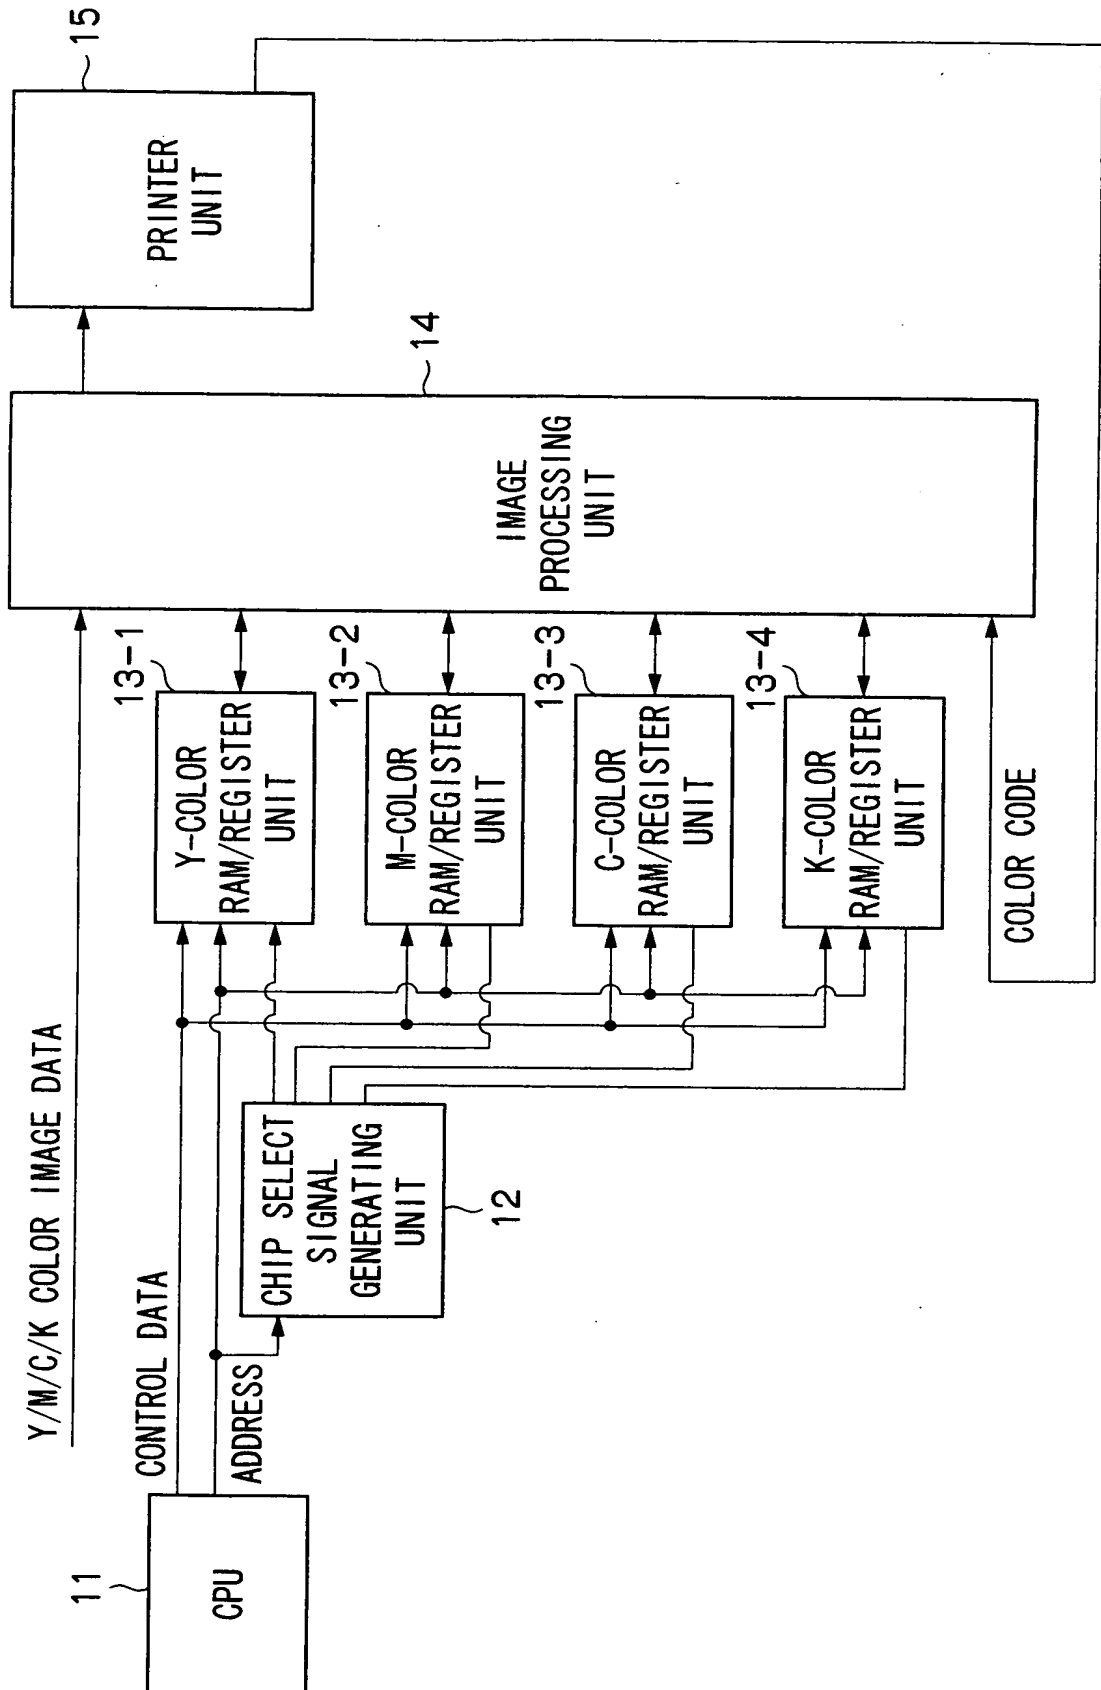 11
CPU
Y/M/C/K COLOR IMAGE DATA
CONTROL DATA
ADDRESS
CHIP SELECT
SIGNAL
GENERATING
UNIT
12
13-1
Y-COLOR
RAM/REGISTER
UNIT
13-2
M-COLOR
RAM/REGISTER
UNIT
13-3
C-COLOR
RAM/REGISTER
UNIT
13-4
K-COLOR
RAM/REGISTER
UNIT
COLOR CODE
14
IMAGE
PROCESSING
UNIT
15
PRINTER
UNIT